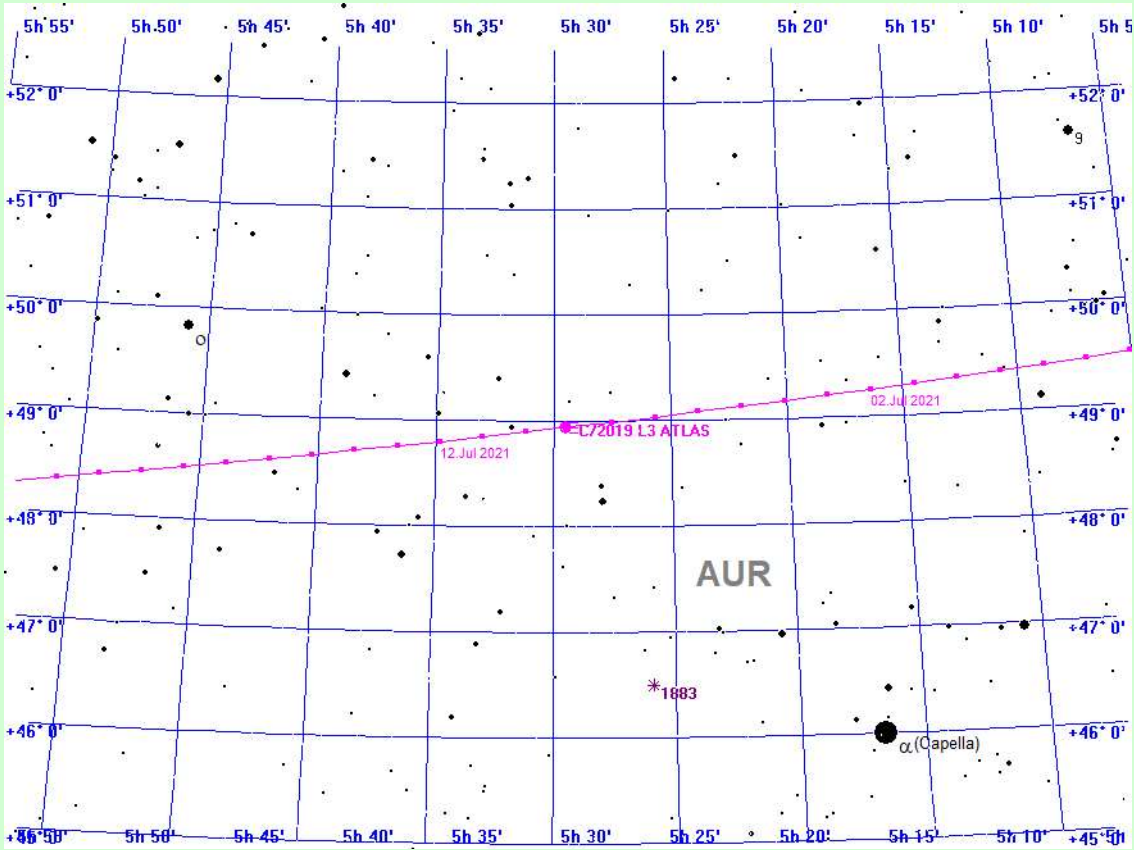 5h 55' 5h 50' 5h 45' 5h 40' 5h 35' 5h 30' 5h 25' 5h 20' 5h 15' 5h 10' 5h 5
+52° 0' +52° 0'
9
+51° 0' +51° 0'
+50° 0' +50° 0'
o
+49° 0' +49° 0'
02.Jul 2021
C/2019 L3 ATLAS
12.Jul 2021
+48° 0' +48° 0'
AUR
+47° 0' +47° 0'
1883
+46° 0' +46° 0'
α(Capella)
5h 50' 5h 45' 5h 40' 5h 35' 5h 30' 5h 25' 5h 20' 5h 15' 5h 10' +45° 0'